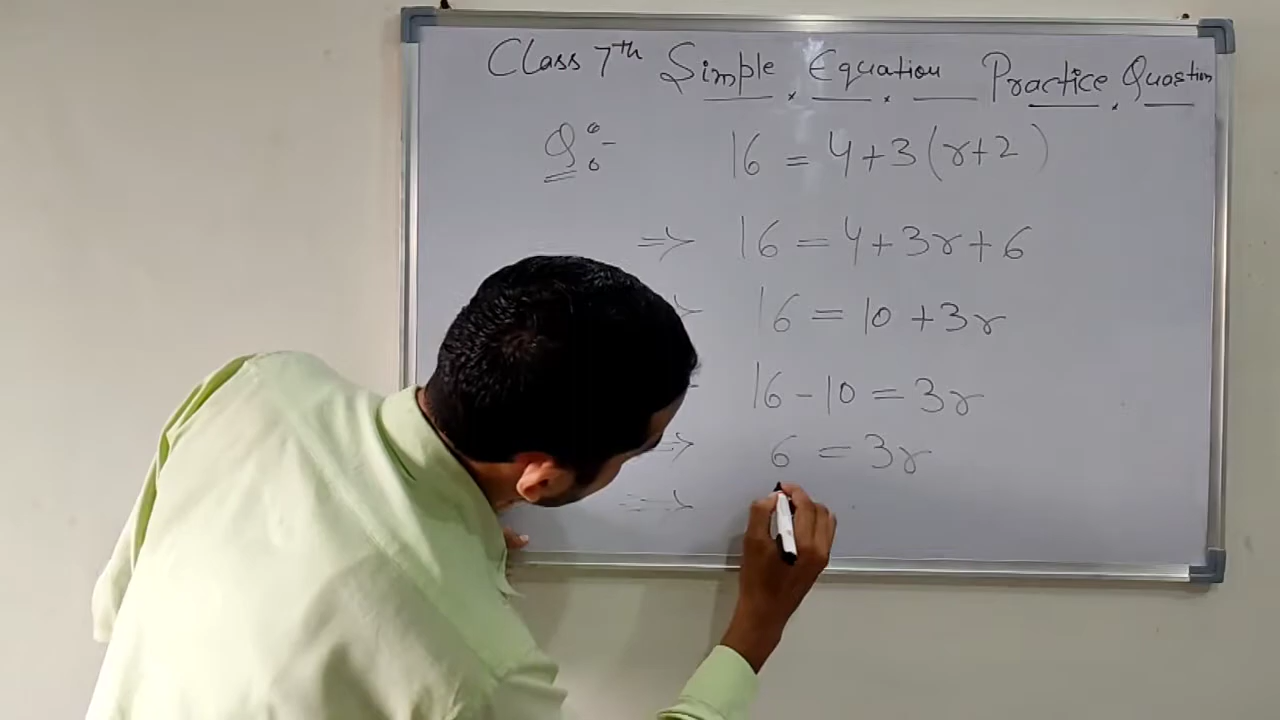 Class 7th Simple Equation Practice Question
Q:- 16 = 4+3(r+2)
=> 16 = 4+3r+6
16 = 10 +3r
16 - 10 = 3r
=> 6 = 3r
=>